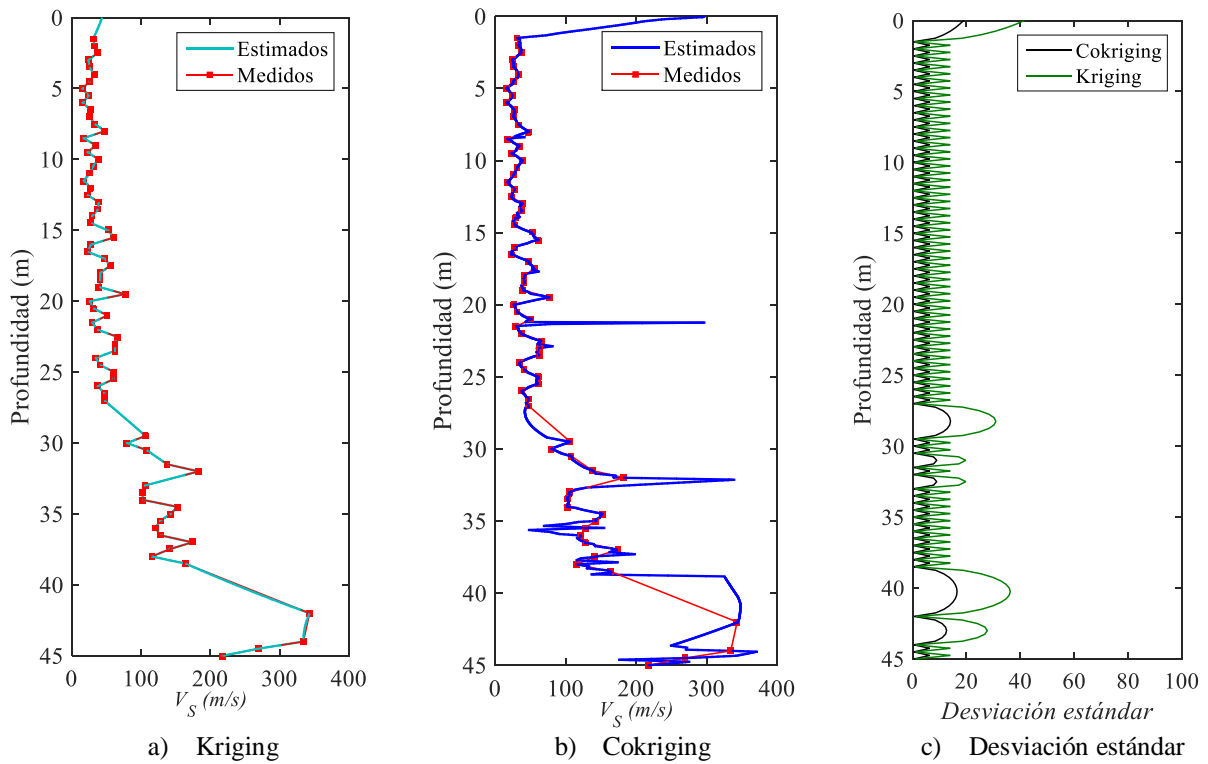 0
5
10
15
20
25
30
35
40
45
0 100 200 300 400
Profundidad (m)
V_S (m/s)
Estimados
Medidos
a) Kriging
0
5
10
15
20
25
30
35
40
45
0 100 200 300 400
Profundidad (m)
V_S (m/s)
Estimados
Medidos
b) Cokriging
0
5
10
15
20
25
30
35
40
45
0 20 40 60 80 100
Profundidad (m)
Desviación estándar
Cokriging
Kriging
c) Desviación estándar